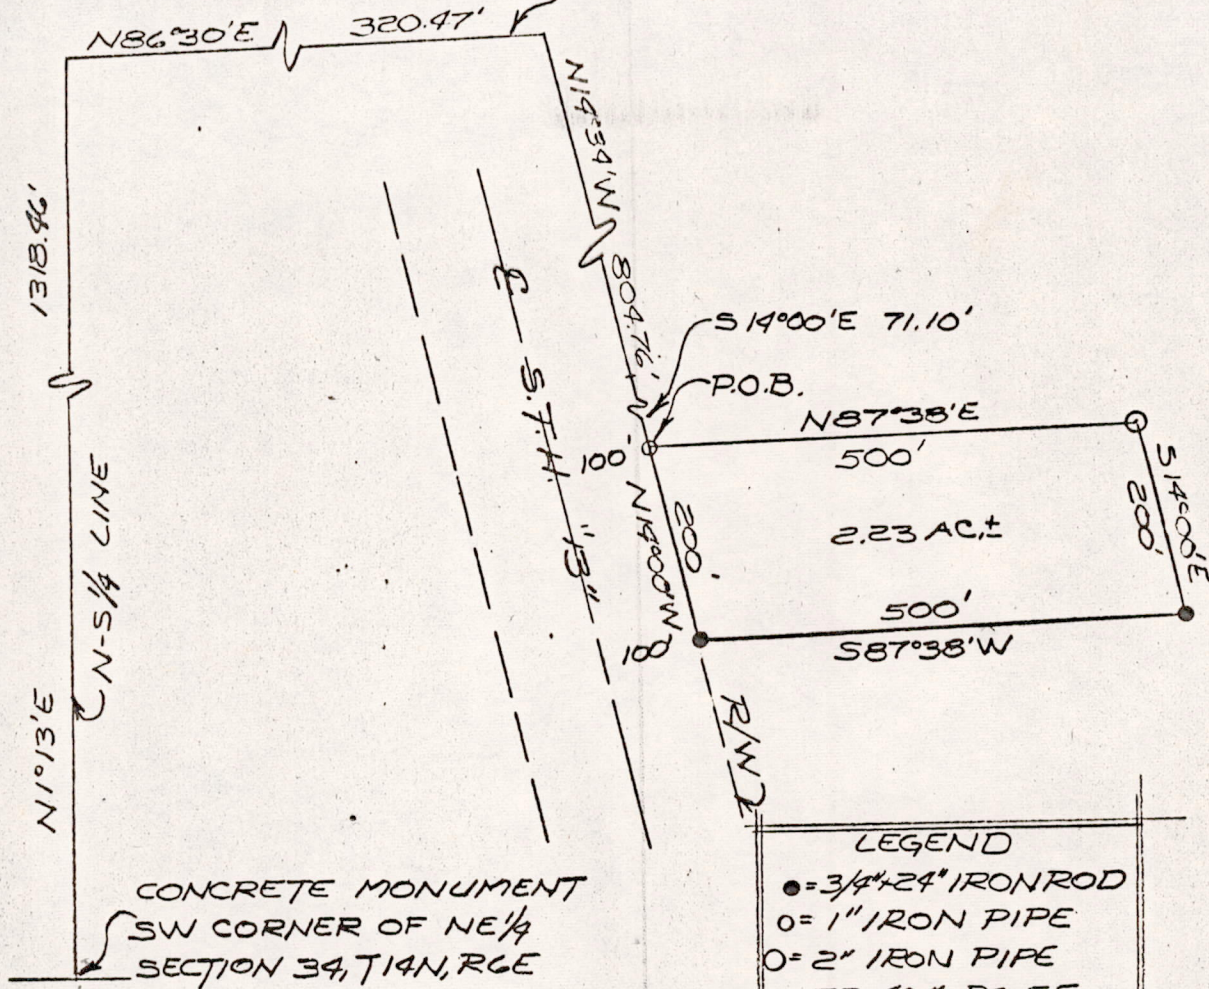 N86°30'E
320.47'
N14°34'W
804.76'
1318.46'
N-S 1/4 LINE
N1°13'E
℄ S.T.H. "13"
S14°00'E 71.10'
P.O.B.
N87°38'E
500'
100'
N14°00'W
200'
2.23 AC.±
S14°00'E
200'
500'
S87°38'W
100'
R/W
CONCRETE MONUMENT
SW CORNER OF NE 1/4
SECTION 34, T14N, R6E
LEGEND
●= 3/4"x24" IRON ROD
o= 1" IRON PIPE
O= 2" IRON PIPE